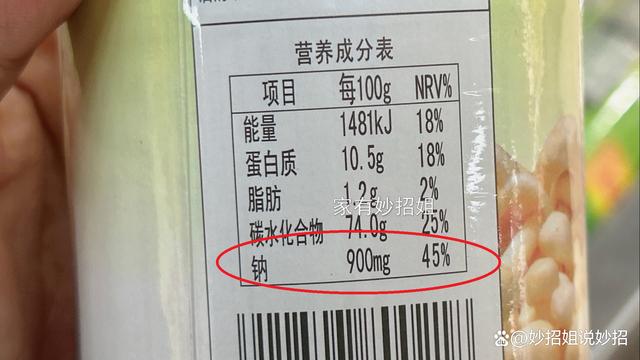 营养成分表
项目 每100g NRV%
能量 1481kJ 18%
蛋白质 10.5g 18%
脂肪 1.2g 2%
家有妙招姐
碳水化合物 74.0g 25%
钠 900mg 45%
@妙招姐说妙招